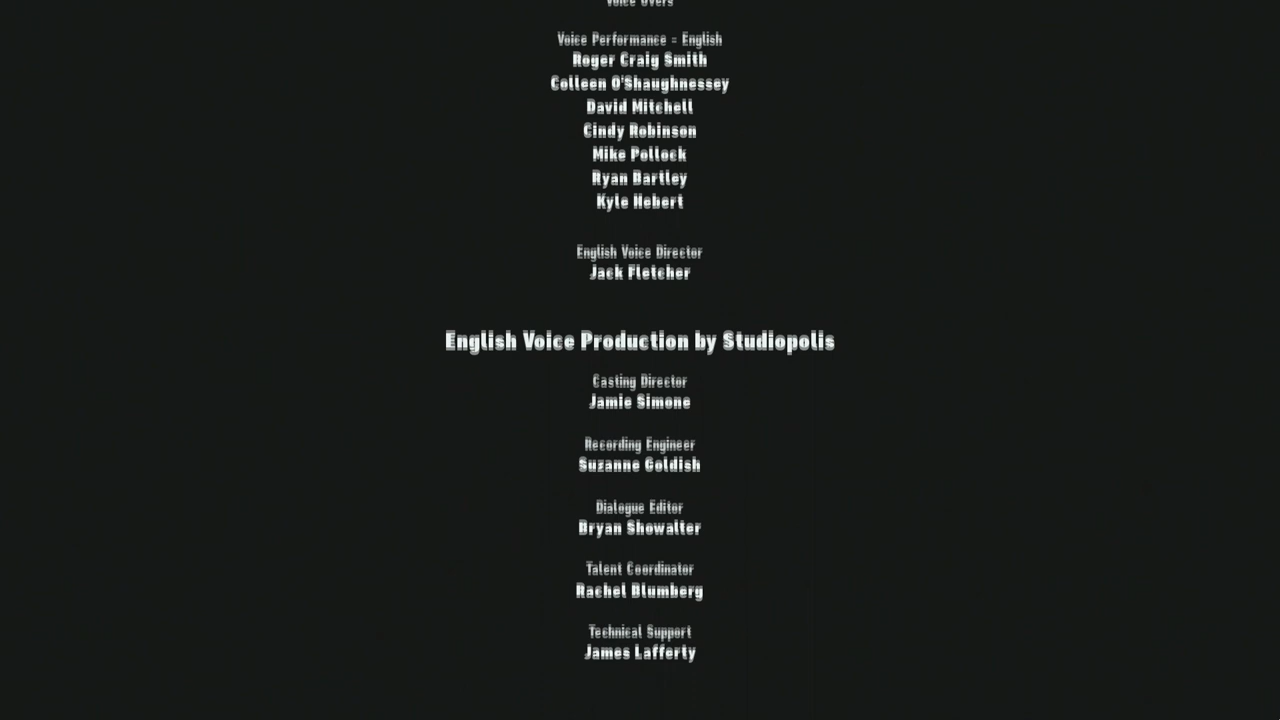 Voice Overs
Voice Performance - English
Roger Craig Smith
Colleen O'Shaughnessey
David Mitchell
Cindy Robinson
Mike Pollock
Ryan Bartley
Kyle Hebert
English Voice Director
Jack Fletcher
English Voice Production by Studiopolis
Casting Director
Jamie Simone
Recording Engineer
Suzanne Goldish
Dialogue Editor
Bryan Showalter
Talent Coordinator
Rachel Blumberg
Technical Support
James Lafferty